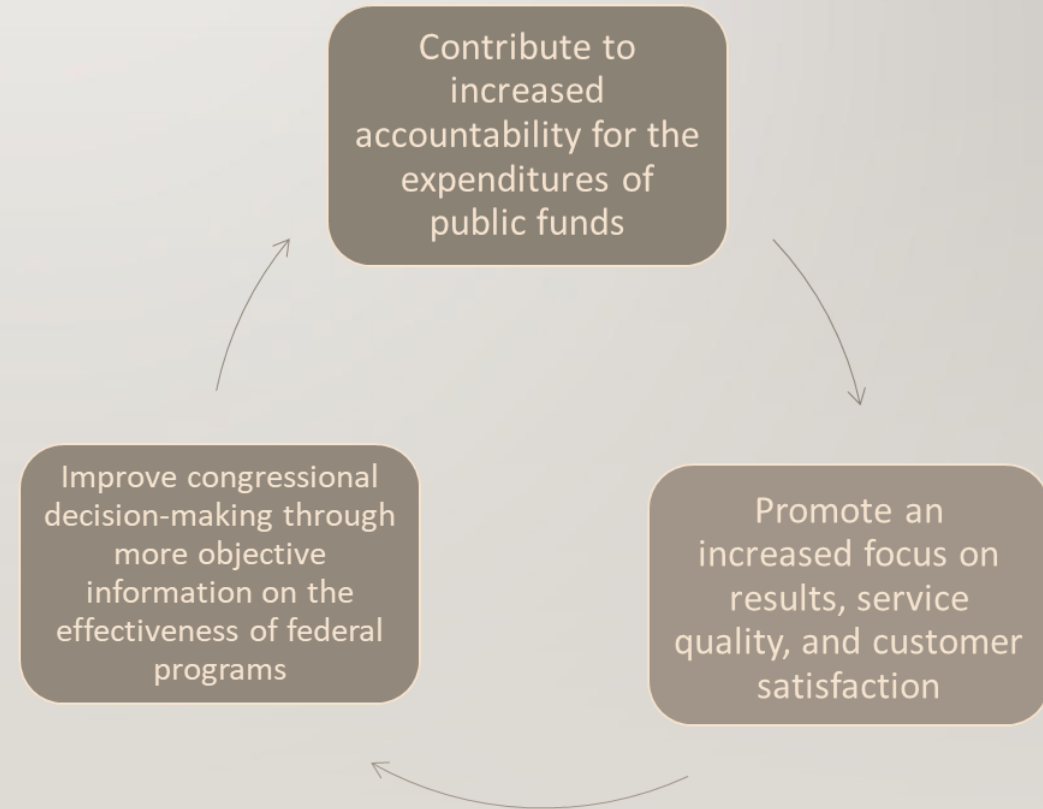 Contribute to
increased
accountability for the
expenditures of
public funds
Promote an
increased focus on
results, service
quality, and customer
satisfaction
Improve congressional
decision-making through
more objective
information on the
effectiveness of federal
programs